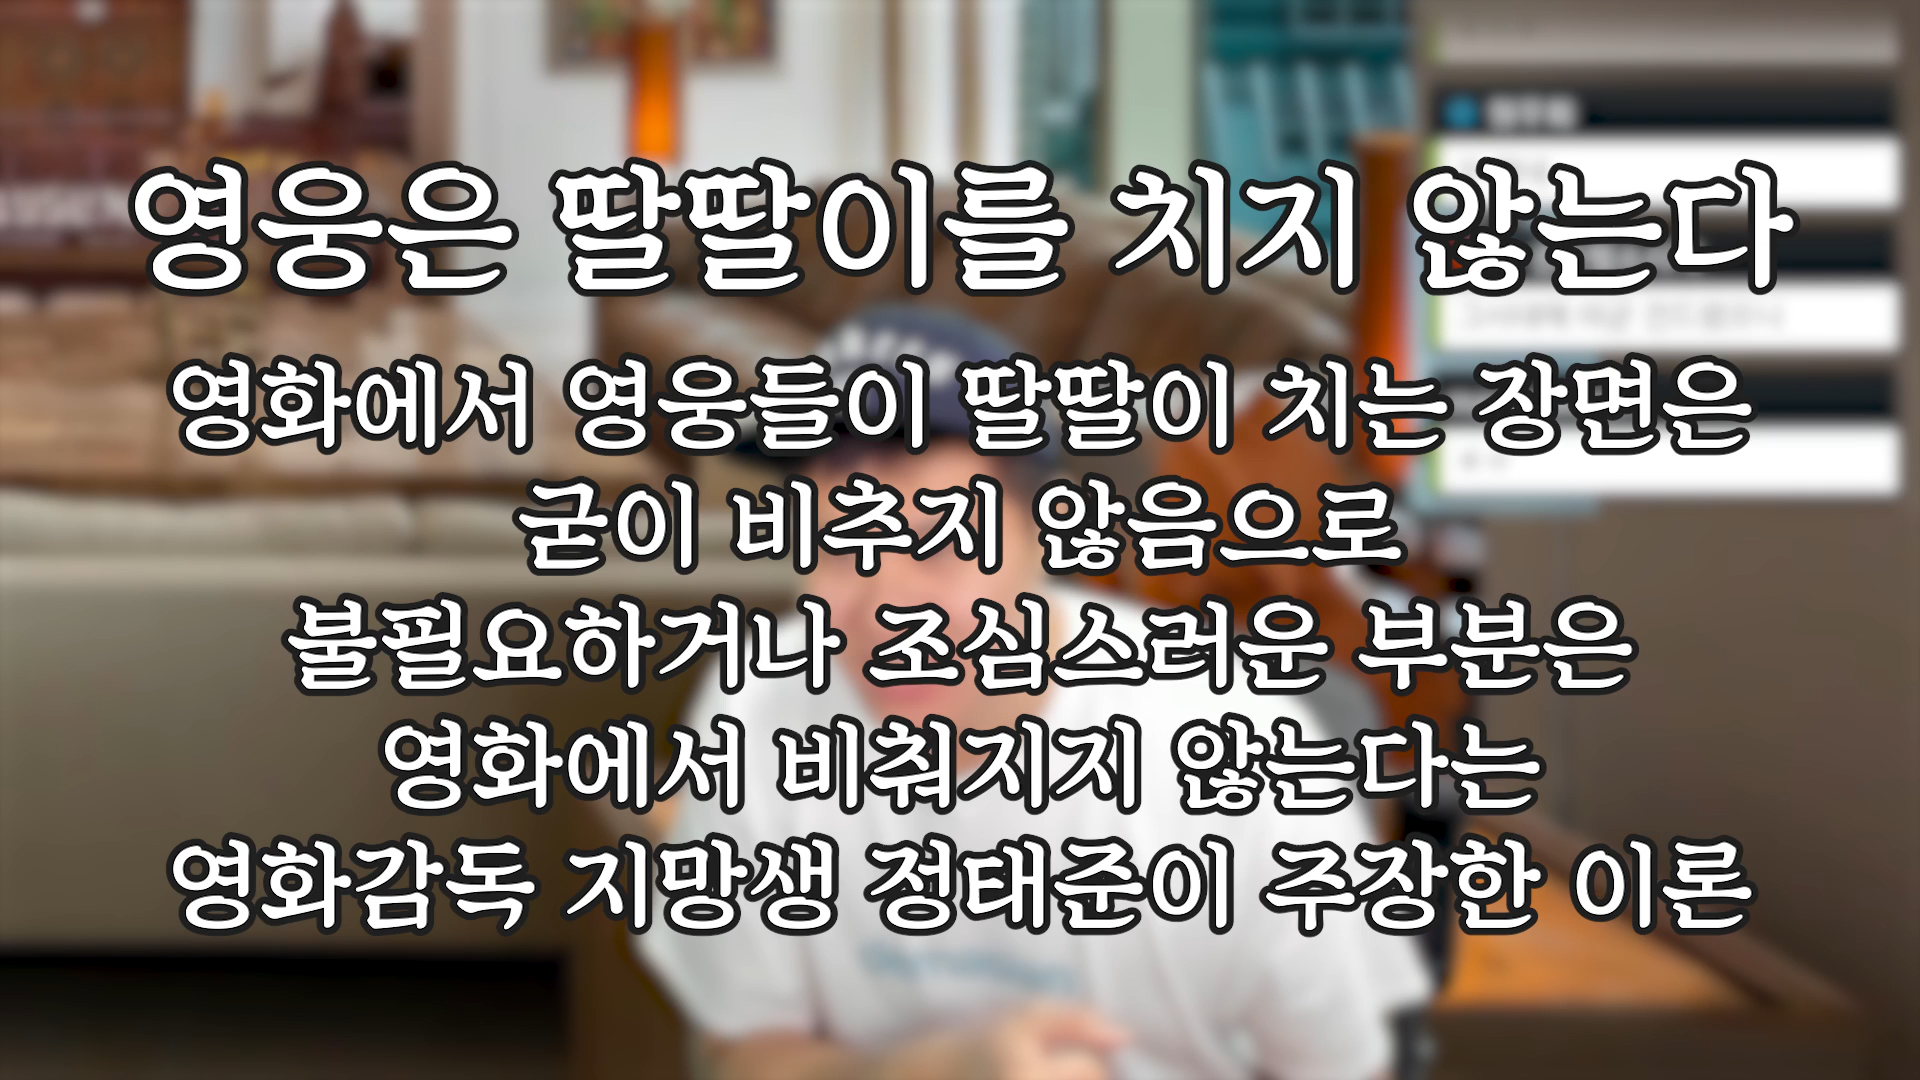 영웅은 딸딸이를 치지 않는다
영화에서 영웅들이 딸딸이 치는 장면은
굳이 비추지 않음으로
불필요하거나 조심스러운 부분은
영화에서 비춰지지 않는다는
영화감독 지망생 정태준이 주장한 이론